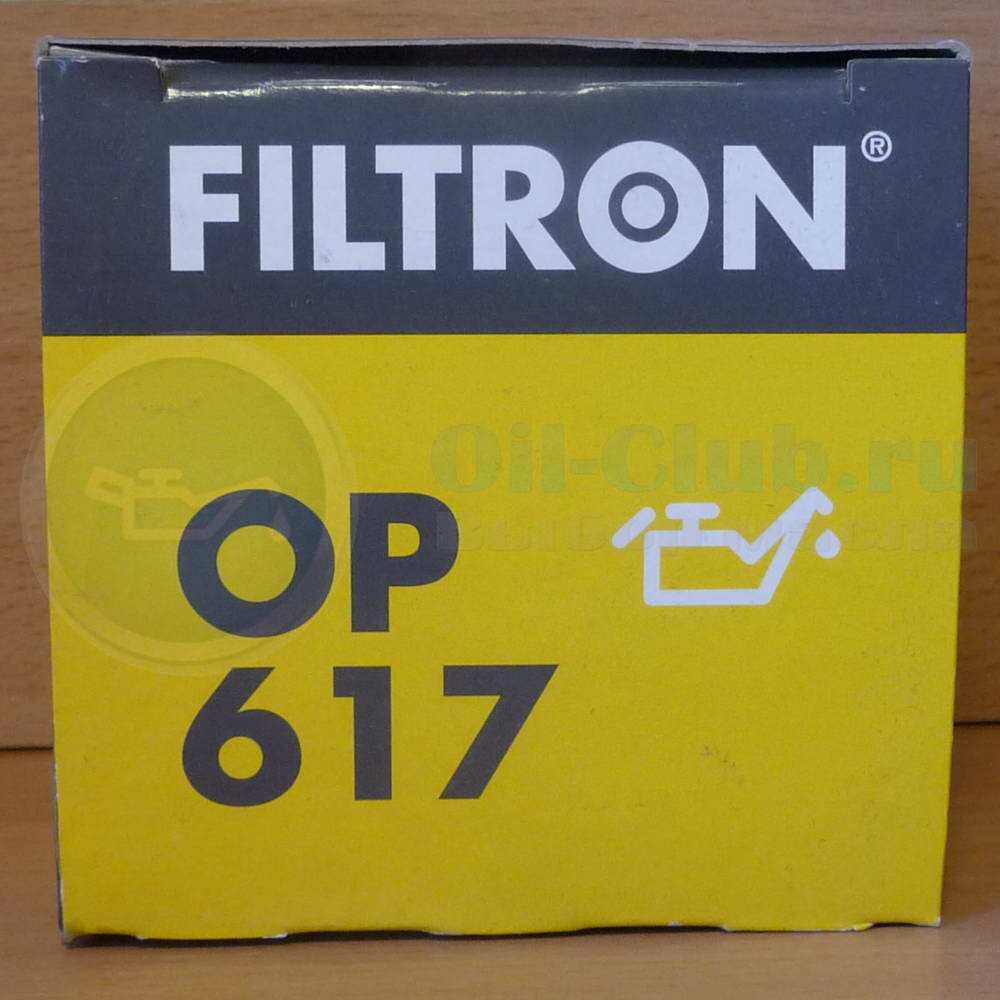 FILTRON®
Oil-Club.ru
OP
617